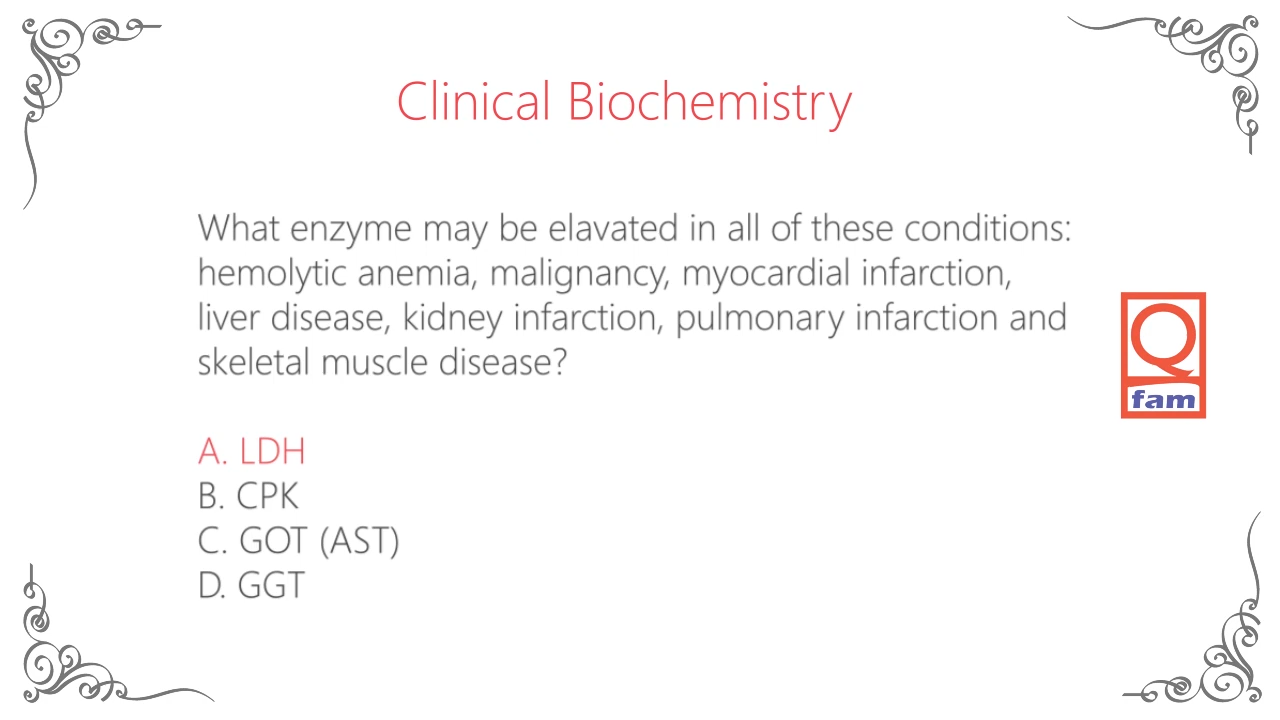 Clinical Biochemistry
What enzyme may be elavated in all of these conditions:
hemolytic anemia, malignancy, myocardial infarction,
liver disease, kidney infarction, pulmonary infarction and
skeletal muscle disease?
Q
fam
A. LDH
B. CPK
C. GOT (AST)
D. GGT